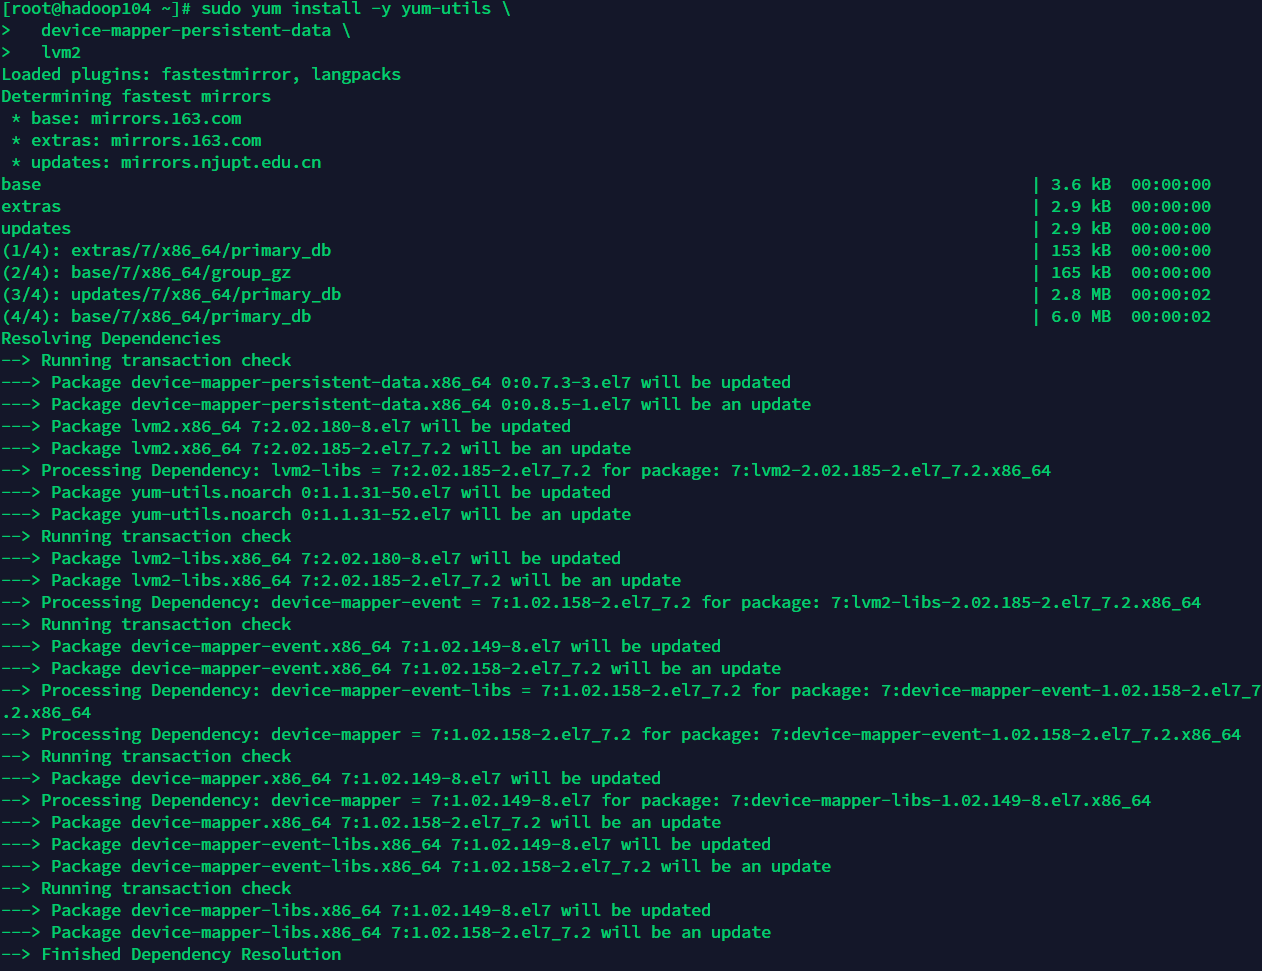 [root@hadoop104 ~]# sudo yum install -y yum-utils \
>   device-mapper-persistent-data \
>   lvm2
Loaded plugins: fastestmirror, langpacks
Determining fastest mirrors
 * base: mirrors.163.com
 * extras: mirrors.163.com
 * updates: mirrors.njupt.edu.cn
base | 3.6 kB  00:00:00
extras | 2.9 kB  00:00:00
updates | 2.9 kB  00:00:00
(1/4): extras/7/x86_64/primary_db | 153 kB  00:00:00
(2/4): base/7/x86_64/group_gz | 165 kB  00:00:00
(3/4): updates/7/x86_64/primary_db | 2.8 MB  00:00:02
(4/4): base/7/x86_64/primary_db | 6.0 MB  00:00:02
Resolving Dependencies
--> Running transaction check
---> Package device-mapper-persistent-data.x86_64 0:0.7.3-3.el7 will be updated
---> Package device-mapper-persistent-data.x86_64 0:0.8.5-1.el7 will be an update
---> Package lvm2.x86_64 7:2.02.180-8.el7 will be updated
---> Package lvm2.x86_64 7:2.02.185-2.el7_7.2 will be an update
--> Processing Dependency: lvm2-libs = 7:2.02.185-2.el7_7.2 for package: 7:lvm2-2.02.185-2.el7_7.2.x86_64
---> Package yum-utils.noarch 0:1.1.31-50.el7 will be updated
---> Package yum-utils.noarch 0:1.1.31-52.el7 will be an update
--> Running transaction check
---> Package lvm2-libs.x86_64 7:2.02.180-8.el7 will be updated
---> Package lvm2-libs.x86_64 7:2.02.185-2.el7_7.2 will be an update
--> Processing Dependency: device-mapper-event = 7:1.02.158-2.el7_7.2 for package: 7:lvm2-libs-2.02.185-2.el7_7.2.x86_64
--> Running transaction check
---> Package device-mapper-event.x86_64 7:1.02.149-8.el7 will be updated
---> Package device-mapper-event.x86_64 7:1.02.158-2.el7_7.2 will be an update
--> Processing Dependency: device-mapper-event-libs = 7:1.02.158-2.el7_7.2 for package: 7:device-mapper-event-1.02.158-2.el7_7
.2.x86_64
--> Processing Dependency: device-mapper = 7:1.02.158-2.el7_7.2 for package: 7:device-mapper-event-1.02.158-2.el7_7.2.x86_64
--> Running transaction check
---> Package device-mapper.x86_64 7:1.02.149-8.el7 will be updated
--> Processing Dependency: device-mapper = 7:1.02.149-8.el7 for package: 7:device-mapper-libs-1.02.149-8.el7.x86_64
---> Package device-mapper.x86_64 7:1.02.158-2.el7_7.2 will be an update
---> Package device-mapper-event-libs.x86_64 7:1.02.149-8.el7 will be updated
---> Package device-mapper-event-libs.x86_64 7:1.02.158-2.el7_7.2 will be an update
--> Running transaction check
---> Package device-mapper-libs.x86_64 7:1.02.149-8.el7 will be updated
---> Package device-mapper-libs.x86_64 7:1.02.158-2.el7_7.2 will be an update
--> Finished Dependency Resolution